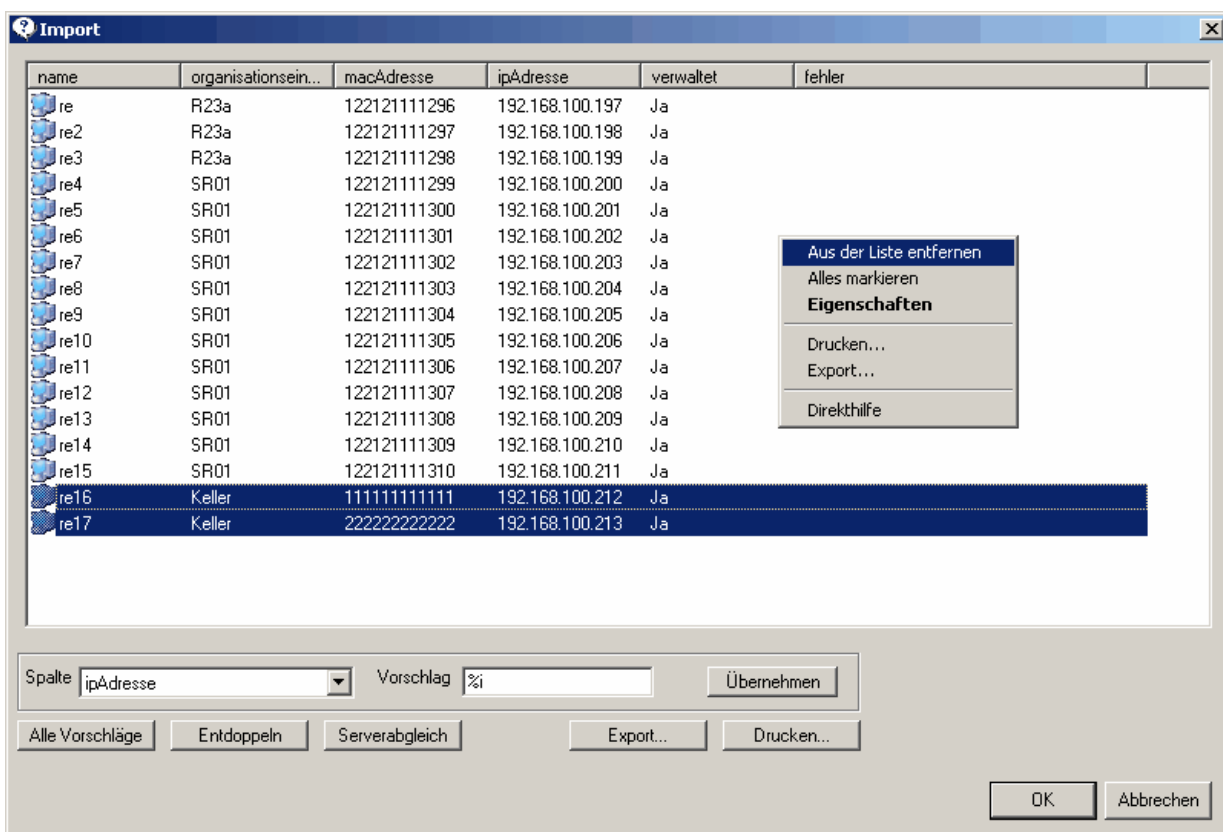 Import
name organisationsein... macAdresse ipAdresse verwaltet fehler
re R23a 122121111296 192.168.100.197 Ja
re2 R23a 122121111297 192.168.100.198 Ja
re3 R23a 122121111298 192.168.100.199 Ja
re4 SR01 122121111299 192.168.100.200 Ja
re5 SR01 122121111300 192.168.100.201 Ja
re6 SR01 122121111301 192.168.100.202 Ja
re7 SR01 122121111302 192.168.100.203 Ja
re8 SR01 122121111303 192.168.100.204 Ja
re9 SR01 122121111304 192.168.100.205 Ja
re10 SR01 122121111305 192.168.100.206 Ja
re11 SR01 122121111306 192.168.100.207 Ja
re12 SR01 122121111307 192.168.100.208 Ja
re13 SR01 122121111308 192.168.100.209 Ja
re14 SR01 122121111309 192.168.100.210 Ja
re15 SR01 122121111310 192.168.100.211 Ja
re16 Keller 111111111111 192.168.100.212 Ja
re17 Keller 222222222222 192.168.100.213 Ja
Aus der Liste entfernen
Alles markieren
Eigenschaften
Drucken...
Export...
Direkthilfe
Spalte ipAdresse Vorschlag %i Übernehmen
Alle Vorschläge Entdoppeln Serverabgleich Export... Drucken...
OK Abbrechen